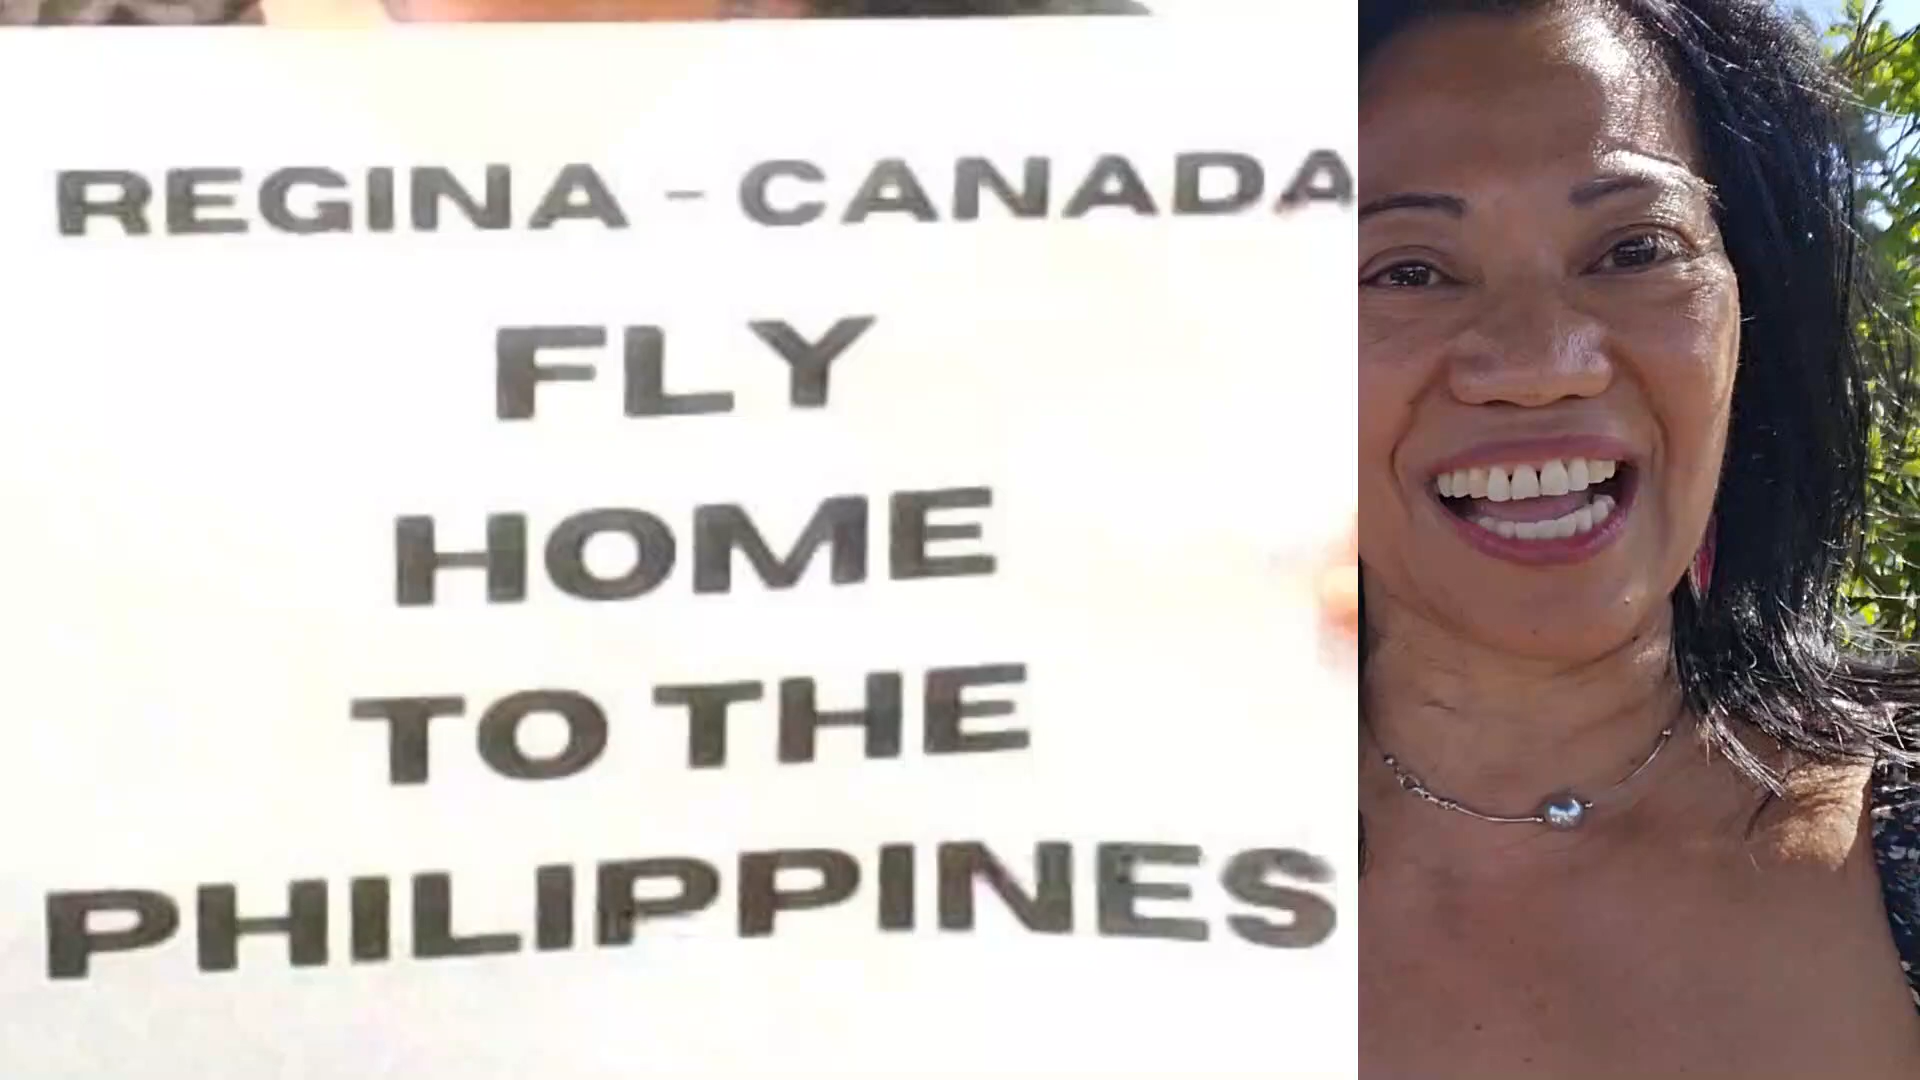 REGINA - CANADA
FLY
HOME
TO THE
PHILIPPINES